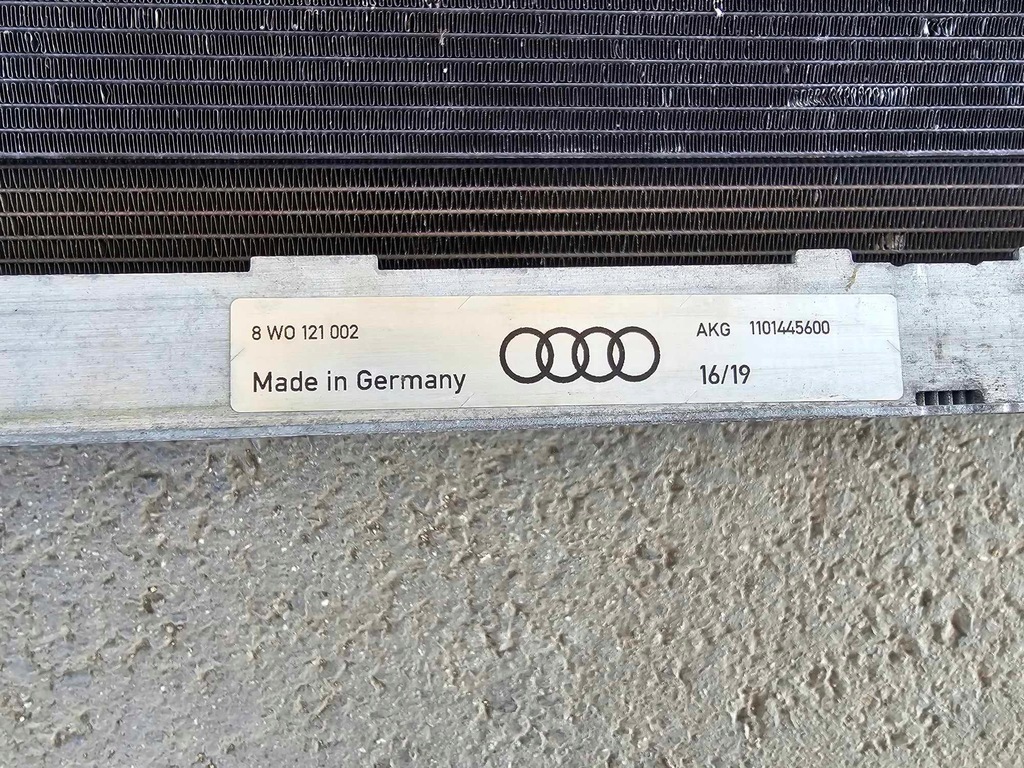 8 W0 121 002
Made in Germany
AKG 1101445600
16/19